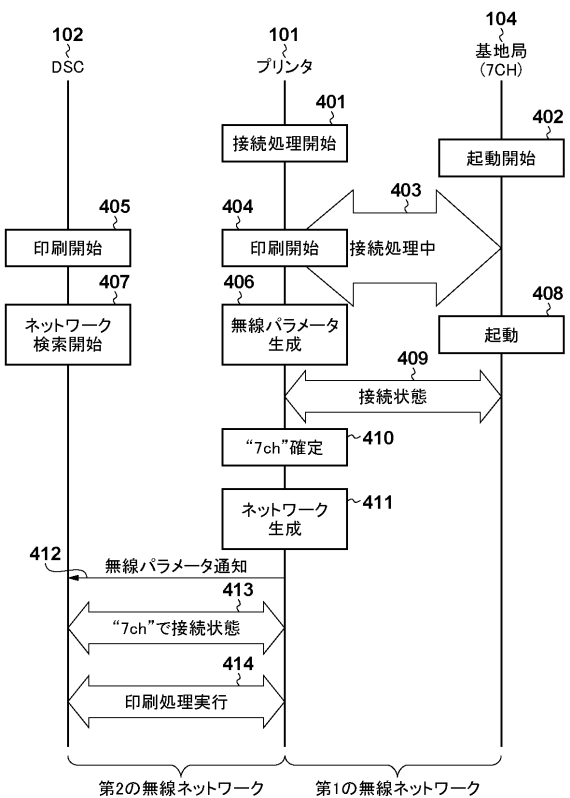 102
DSC
101
プリンタ
104
基地局
(7CH)
401
接続処理開始
402
起動開始
403
接続処理中
405
印刷開始
404
印刷開始
407
ネットワーク
検索開始
406
無線パラメータ
生成
408
起動
409
接続状態
“7ch”確定
410
ネットワーク
生成
411
412
無線パラメータ通知
413
“7ch”で接続状態
414
印刷処理実行
第2の無線ネットワーク
第1の無線ネットワーク